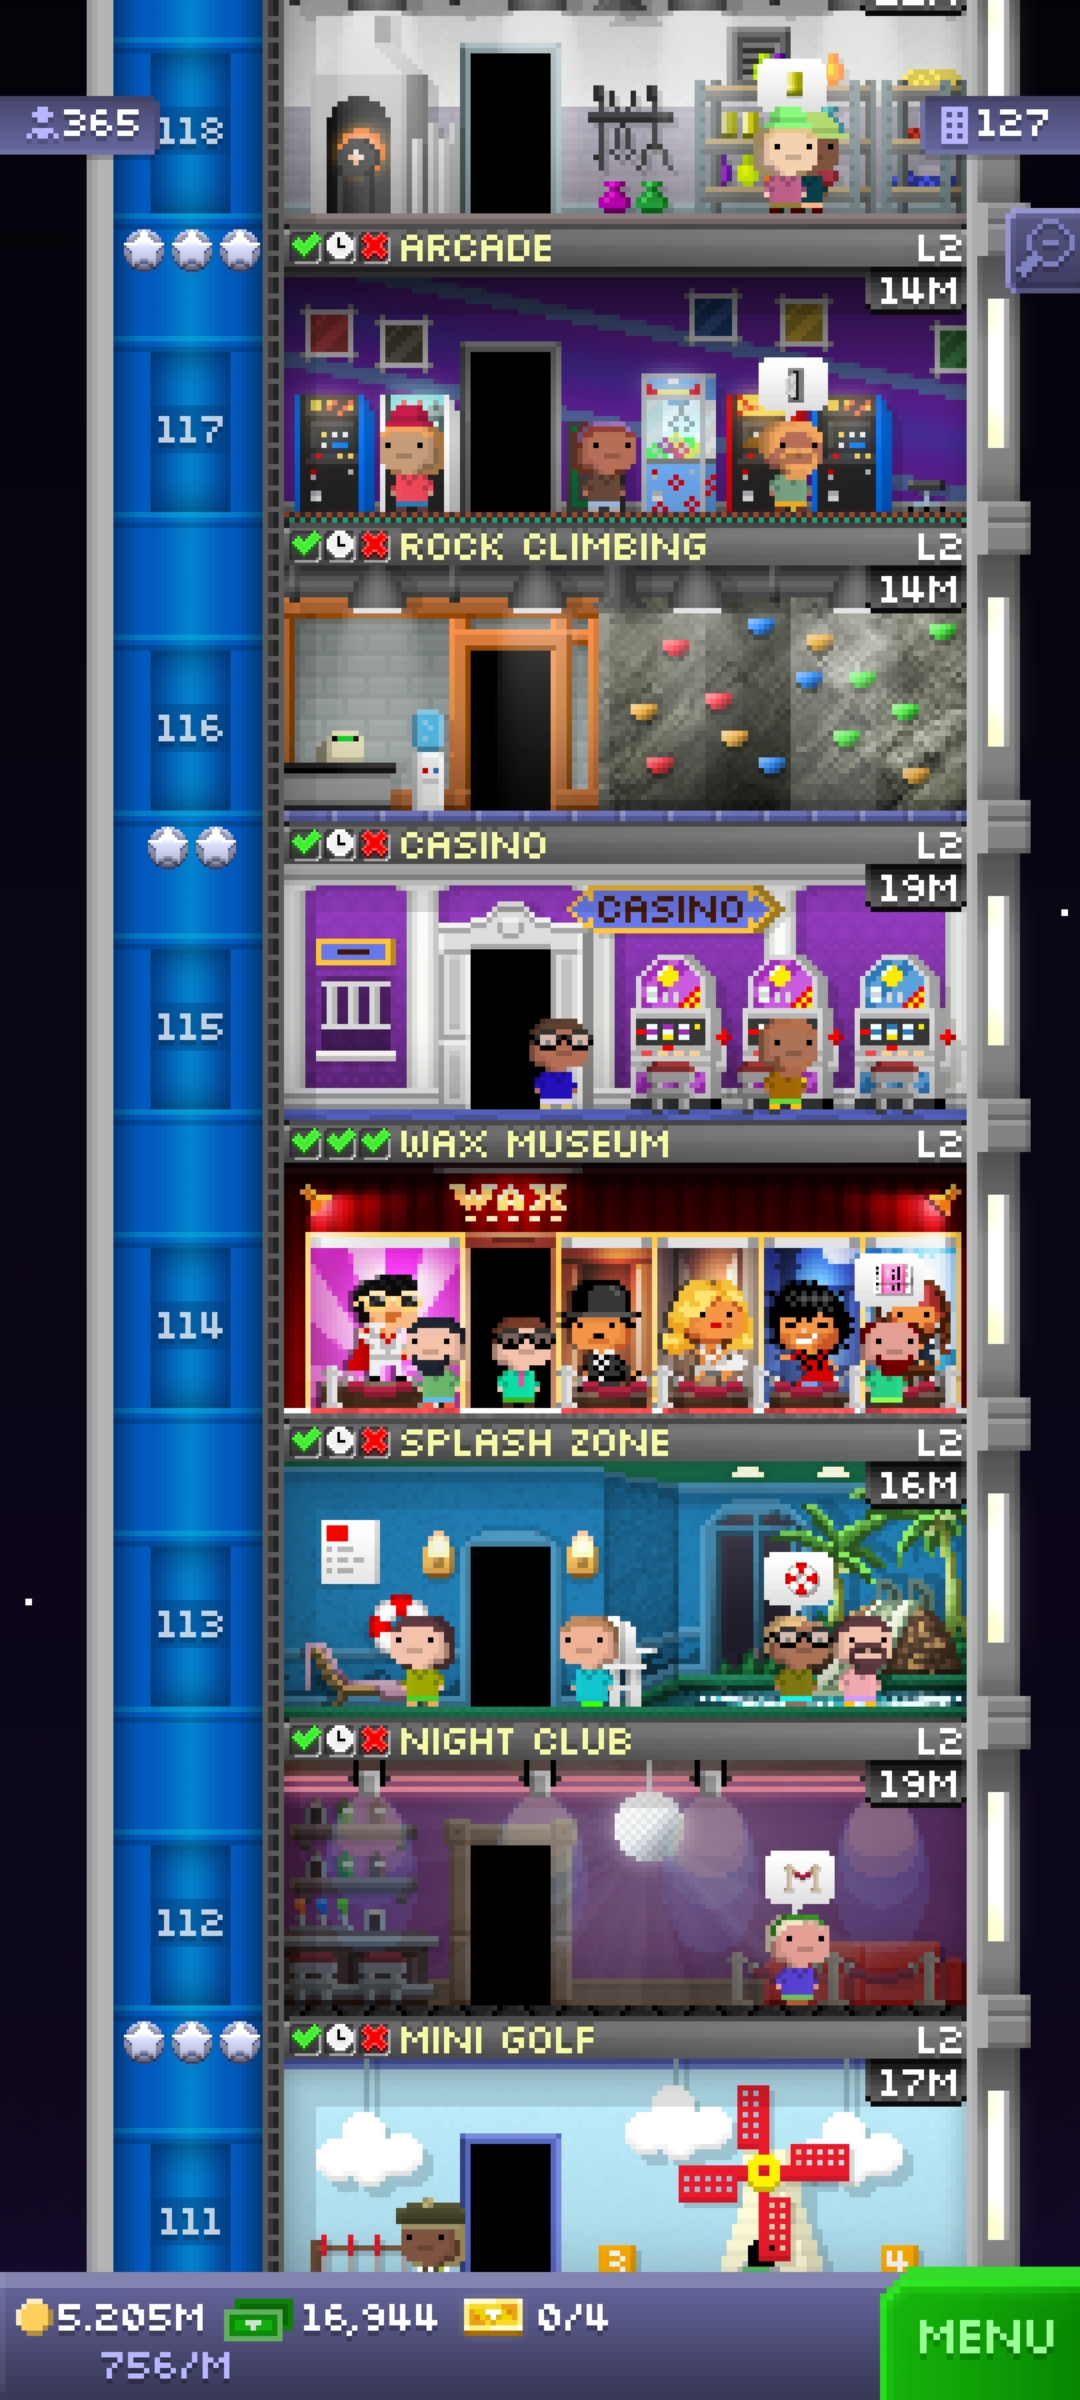 365
118
127
ARCADE L2
14M
117
ROCK CLIMBING L2
14M
116
CASINO L2
19M
CASINO
115
WAX MUSEUM L2
WAX
114
SPLASH ZONE L2
16M
113
NIGHT CLUB L2
19M
M
112
MINI GOLF L2
17M
111
3 4
5.205M 16,944 0/4
756/M
MENU